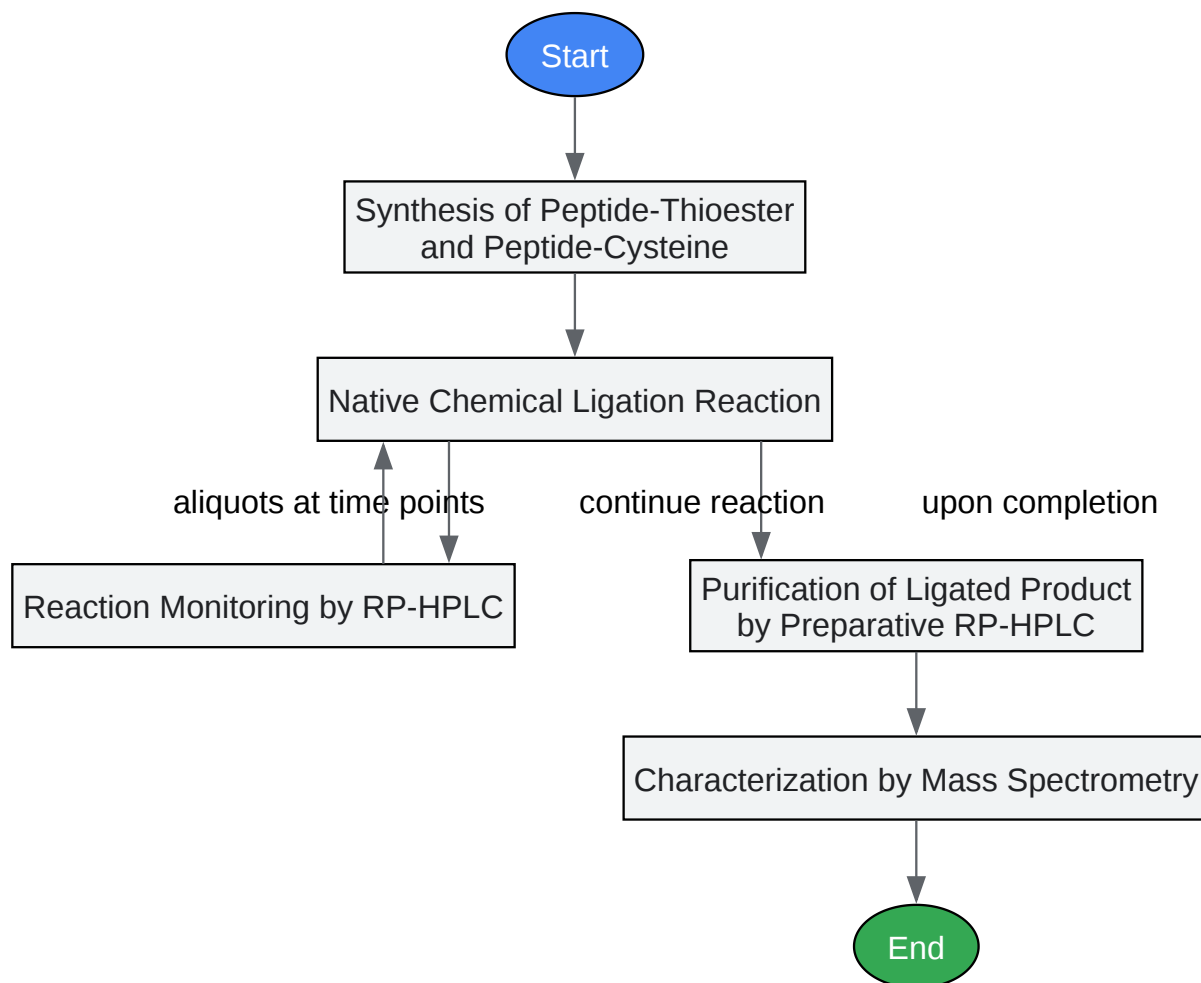 Start
Synthesis of Peptide-Thioester
and Peptide-Cysteine
Native Chemical Ligation Reaction
aliquots at time points
continue reaction
upon completion
Reaction Monitoring by RP-HPLC
Purification of Ligated Product
by Preparative RP-HPLC
Characterization by Mass Spectrometry
End